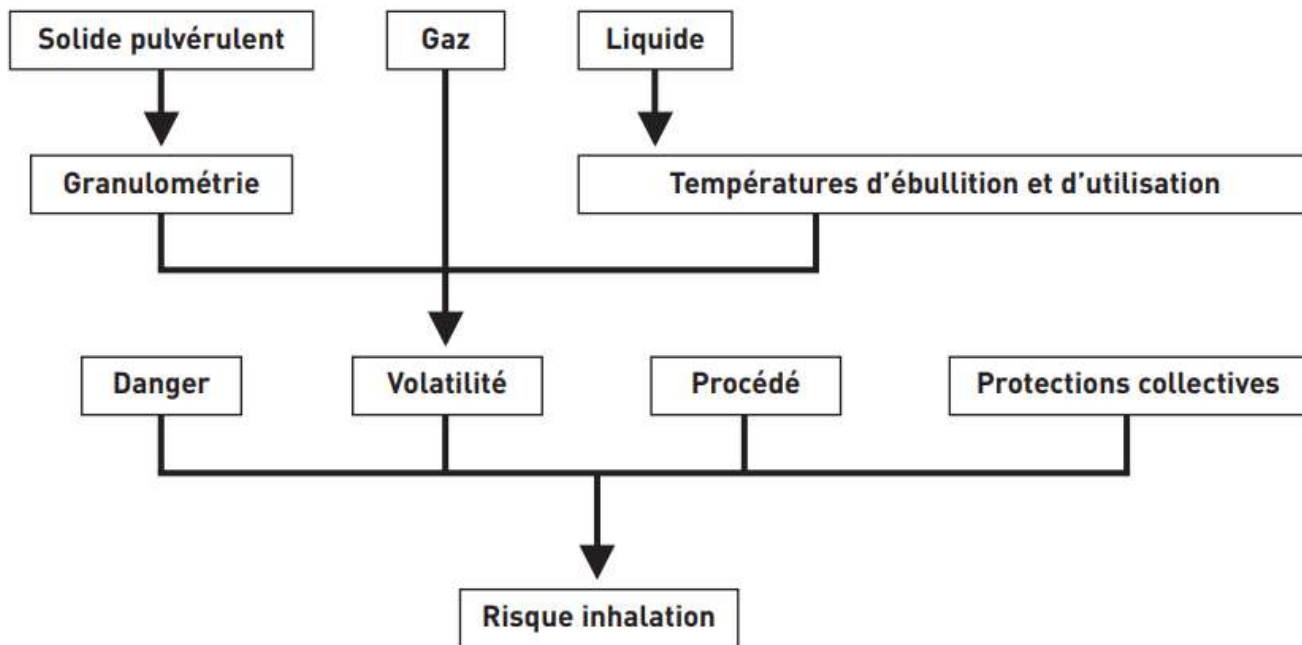 Solide pulvérulent
Gaz
Liquide
Granulométrie
Températures d'ébullition et d'utilisation
Danger
Volatilité
Procédé
Protections collectives
Risque inhalation